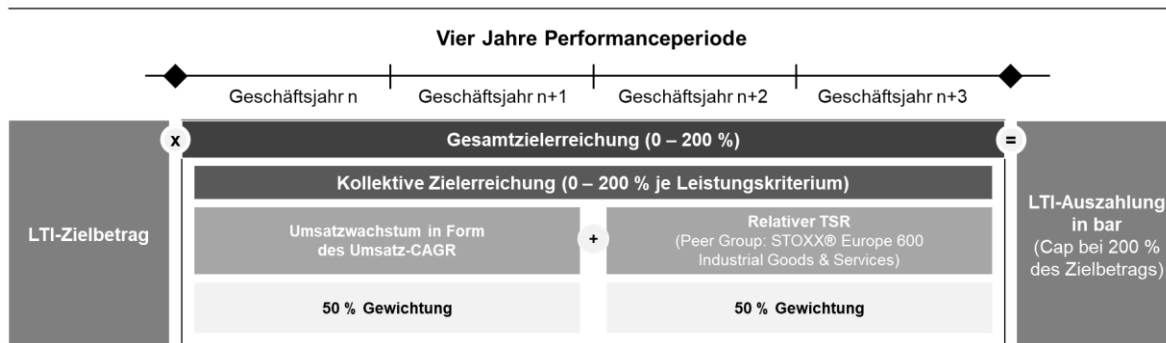 Vier Jahre Performanceperiode
Geschäftsjahr n
Geschäftsjahr n+1
Geschäftsjahr n+2
Geschäftsjahr n+3
LTI-Zielbetrag
x
Gesamtzielerreichung (0 – 200 %)
=
Kollektive Zielerreichung (0 – 200 % je Leistungskriterium)
Umsatzwachstum in Form
des Umsatz-CAGR
+
Relativer TSR
(Peer Group: STOXX® Europe 600
Industrial Goods & Services)
50 % Gewichtung
50 % Gewichtung
LTI-Auszahlung
in bar
(Cap bei 200 %
des Zielbetrags)